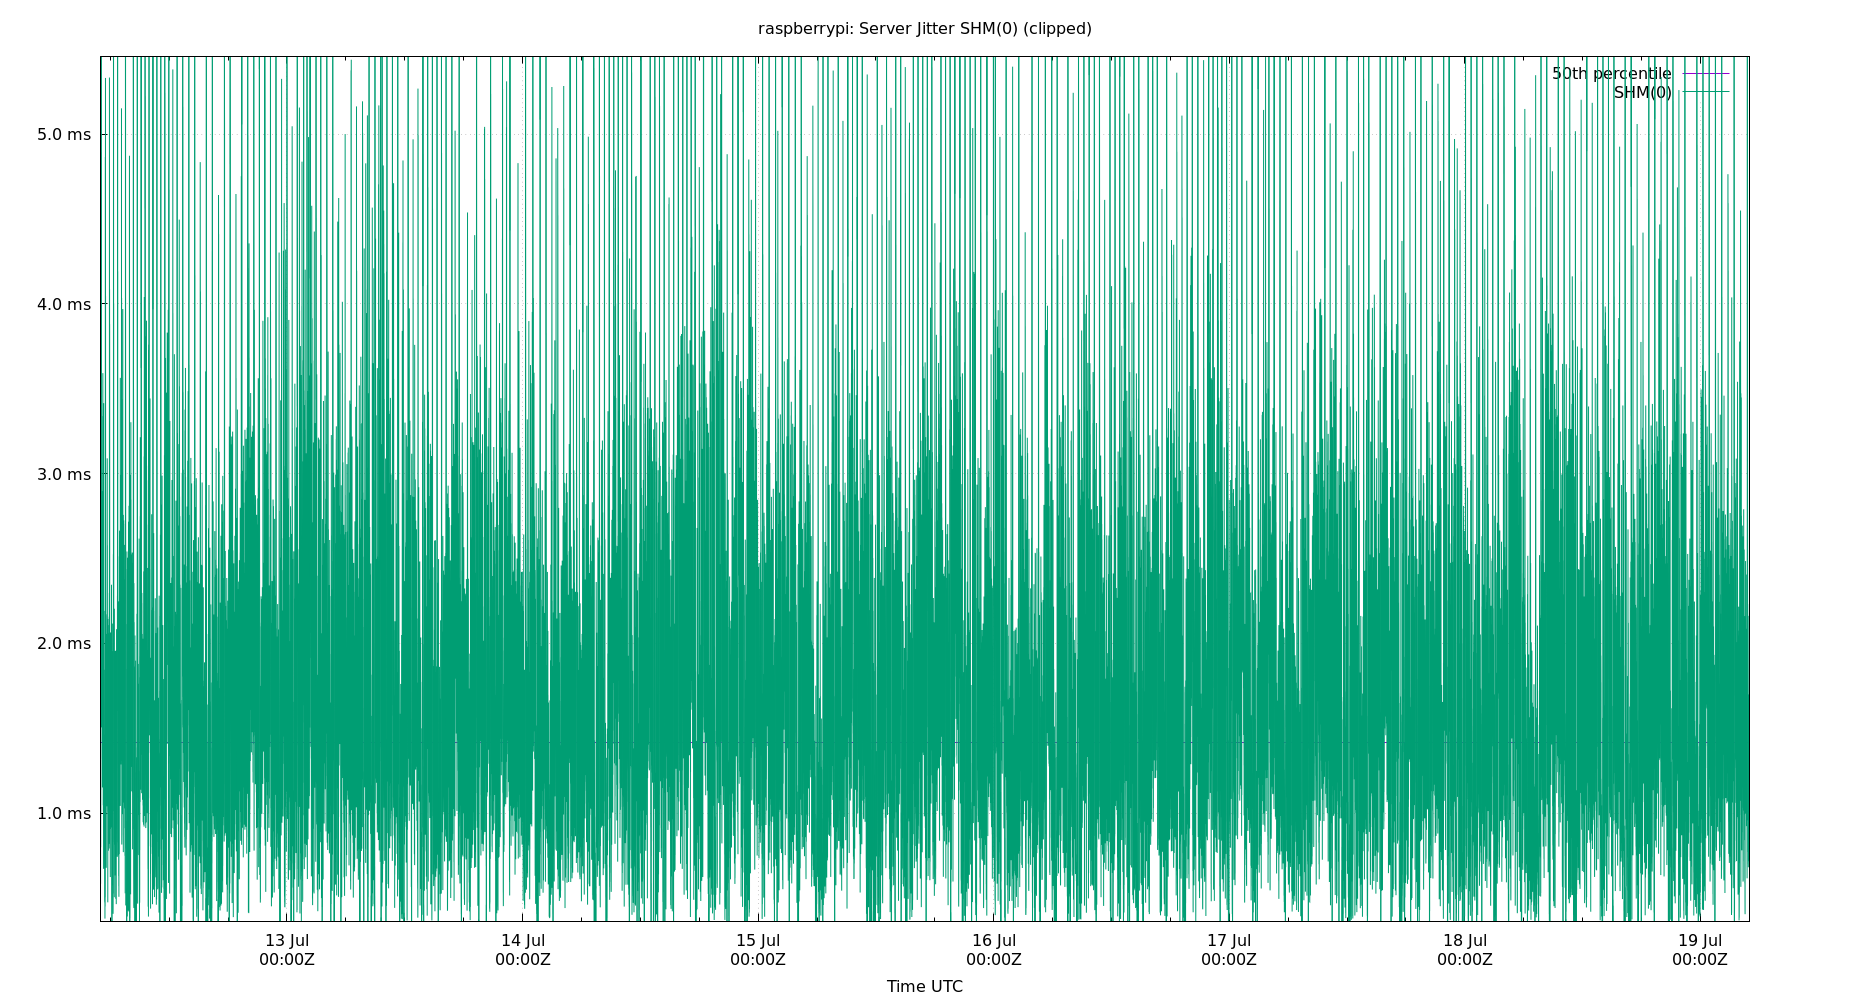 raspberrypi: Server Jitter SHM(0) (clipped)
50th percentile
SHM(0)
5.0 ms
4.0 ms
3.0 ms
2.0 ms
1.0 ms
13 Jul 14 Jul 15 Jul 16 Jul 17 Jul 18 Jul 19 Jul
00:00Z 00:00Z 00:00Z 00:00Z 00:00Z 00:00Z 00:00Z
Time UTC